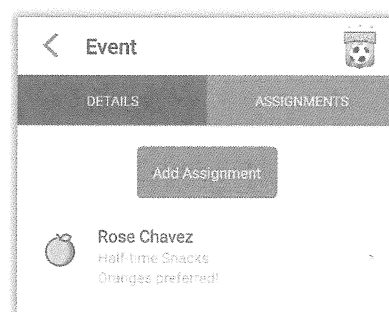 Event
DETAILS
ASSIGNMENTS
Add Assignment
Rose Chavez
Half-time Snacks
Oranges preferred!